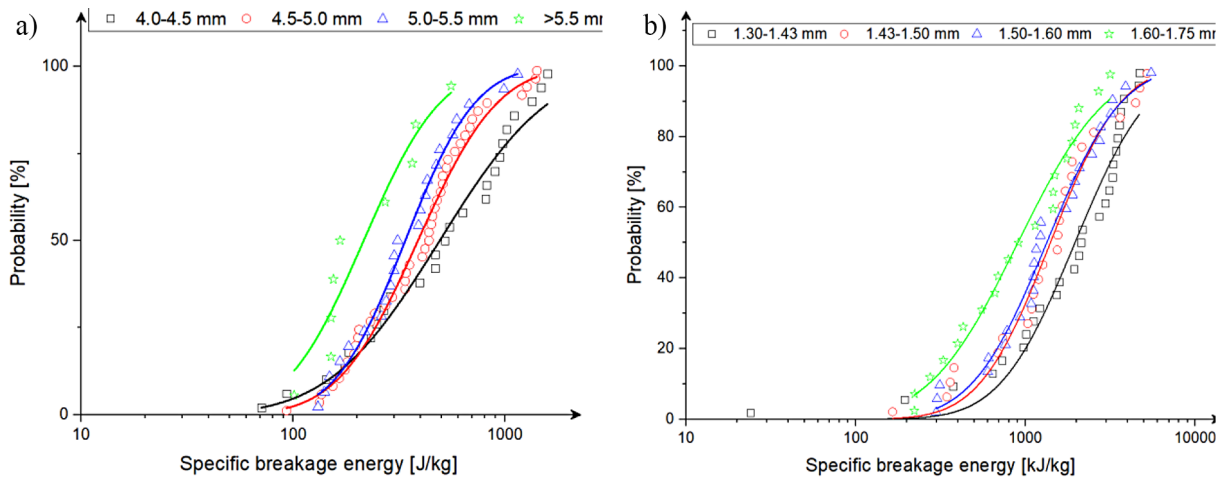 a)
4.0-4.5 mm 4.5-5.0 mm 5.0-5.5 mm >5.5 m
100
50
0
10 100 1000
Probability [%]
Specific breakage energy [J/kg]
b)
1.30-1.43 mm 1.43-1.50 mm 1.50-1.60 mm 1.60-1.75 m
100
80
60
40
20
0
10 100 1000 10000
Probability [%]
Specific breakage energy [kJ/kg]